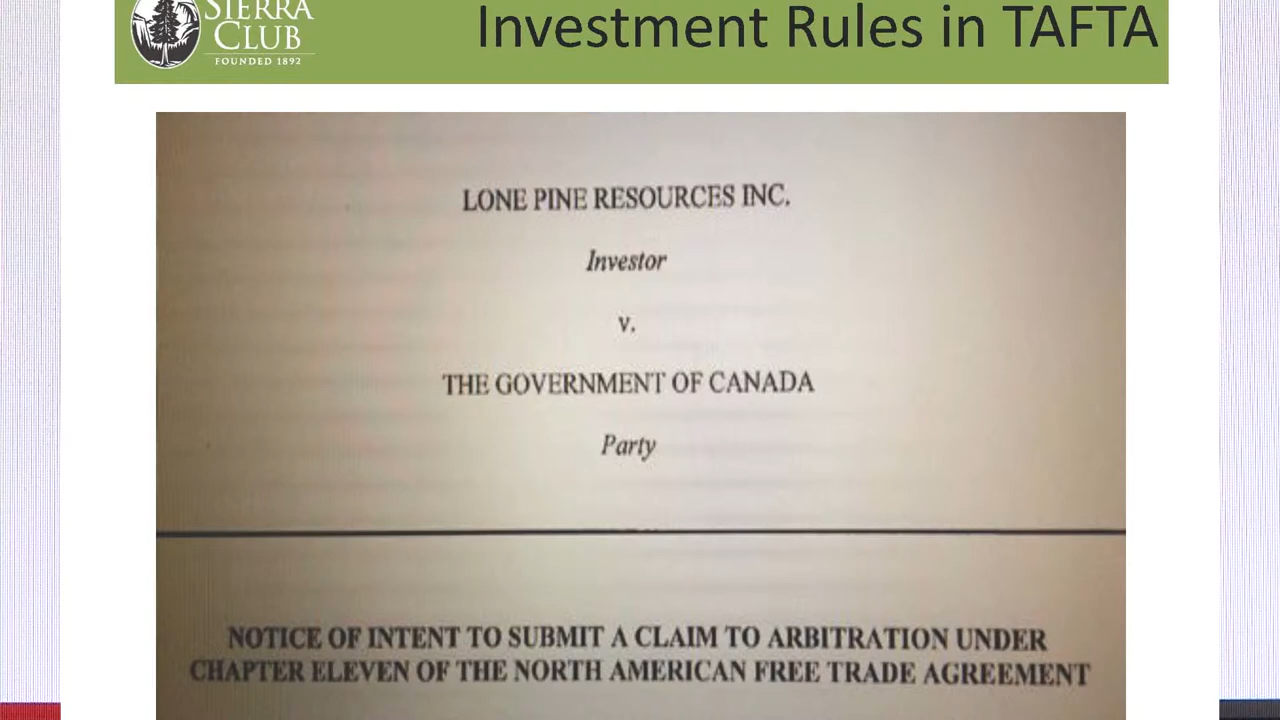 SIERRA
CLUB
FOUNDED 1892
Investment Rules in TAFTA
LONE PINE RESOURCES INC.
Investor
v.
THE GOVERNMENT OF CANADA
Party
NOTICE OF INTENT TO SUBMIT A CLAIM TO ARBITRATION UNDER
CHAPTER ELEVEN OF THE NORTH AMERICAN FREE TRADE AGREEMENT